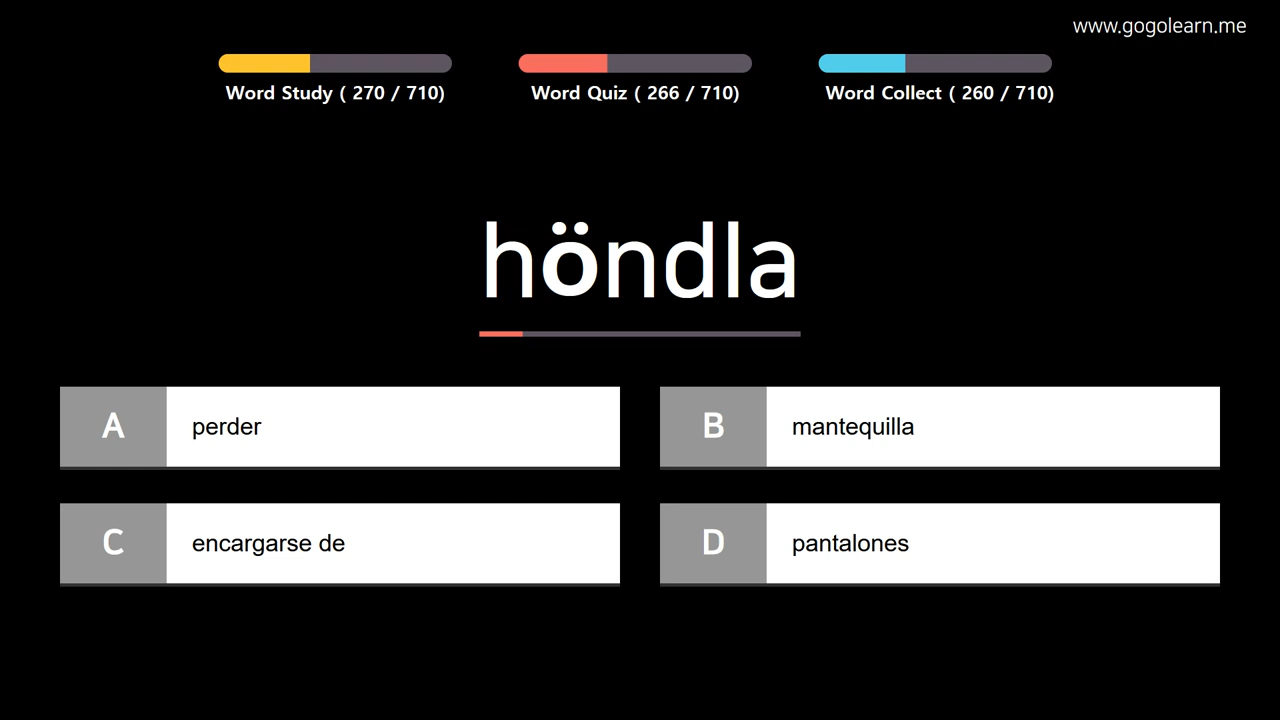 www.gogolearn.me
Word Study ( 270 / 710)
Word Quiz ( 266 / 710)
Word Collect ( 260 / 710)
höndla
A perder
B mantequilla
C encargarse de
D pantalones